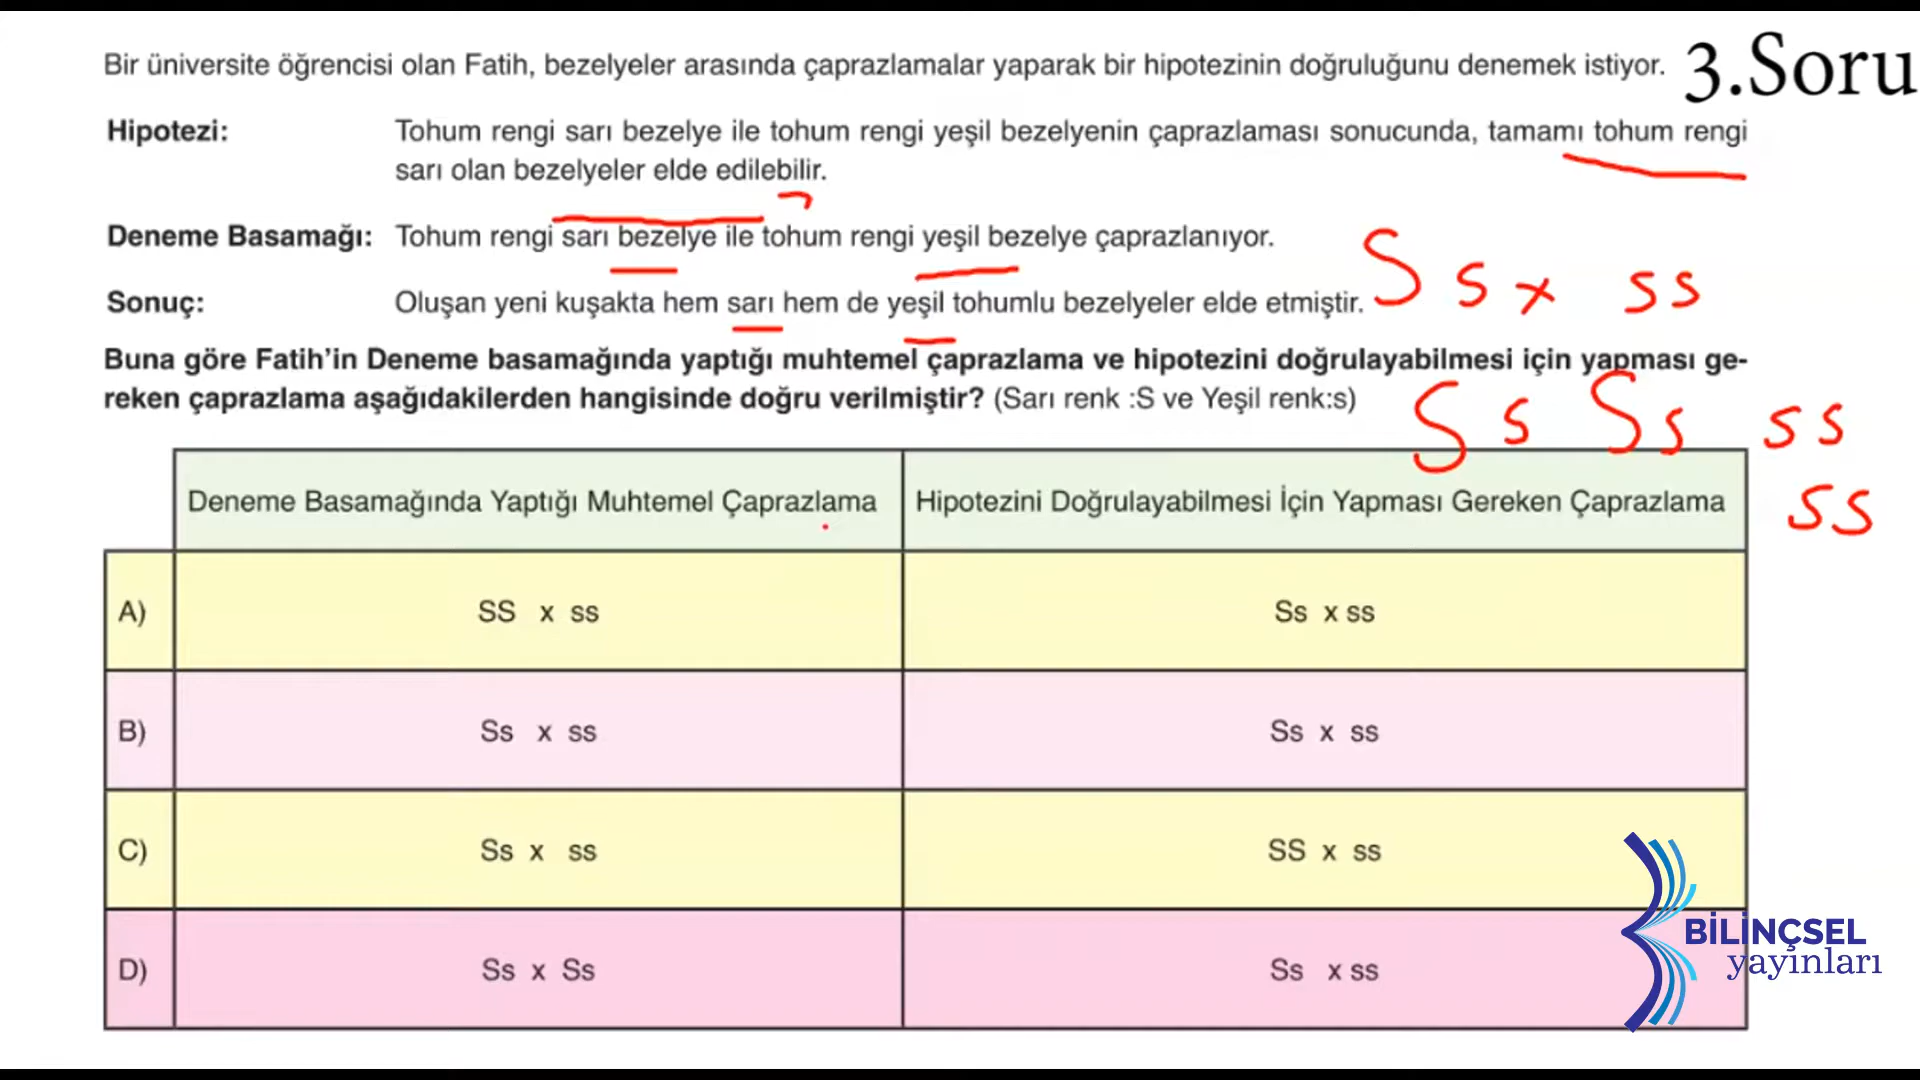 Bir üniversite öğrencisi olan Fatih, bezelyeler arasında çaprazlamalar yaparak bir hipotezinin doğruluğunu denemek istiyor.
3.Soru
Hipotezi: Tohum rengi sarı bezelye ile tohum rengi yeşil bezelyenin çaprazlaması sonucunda, tamamı tohum rengi
sarı olan bezelyeler elde edilebilir.
Deneme Basamağı: Tohum rengi sarı bezelye ile tohum rengi yeşil bezelye çaprazlanıyor.
Sonuç: Oluşan yeni kuşakta hem sarı hem de yeşil tohumlu bezelyeler elde etmiştir.
S s x ss
Buna göre Fatih'in Deneme basamağında yaptığı muhtemel çaprazlama ve hipotezini doğrulayabilmesi için yapması ge-
reken çaprazlama aşağıdakilerden hangisinde doğru verilmiştir? (Sarı renk :S ve Yeşil renk:s)
S s Ss ss
ss
Deneme Basamağında Yaptığı Muhtemel Çaprazlama Hipotezini Doğrulayabilmesi İçin Yapması Gereken Çaprazlama
A) SS x ss Ss x ss
B) Ss x ss Ss x ss
C) Ss x ss SS x ss
D) Ss x Ss Ss x ss
BİLİNÇSEL
yayınları